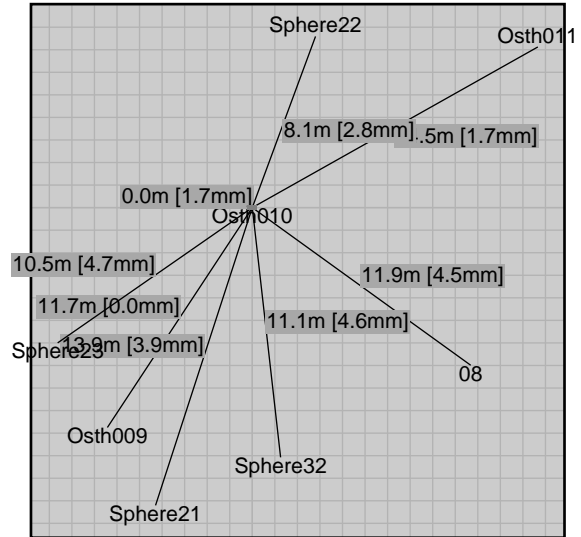 Sphere22
Osth011
8.1m [2.8mm]
.5m [1.7mm]
0.0m [1.7mm]
Osth010
10.5m [4.7mm]
11.9m [4.5mm]
11.7m [0.0mm]
11.1m [4.6mm]
Sphere23
13.9m [3.9mm]
08
Osth009
Sphere32
Sphere21